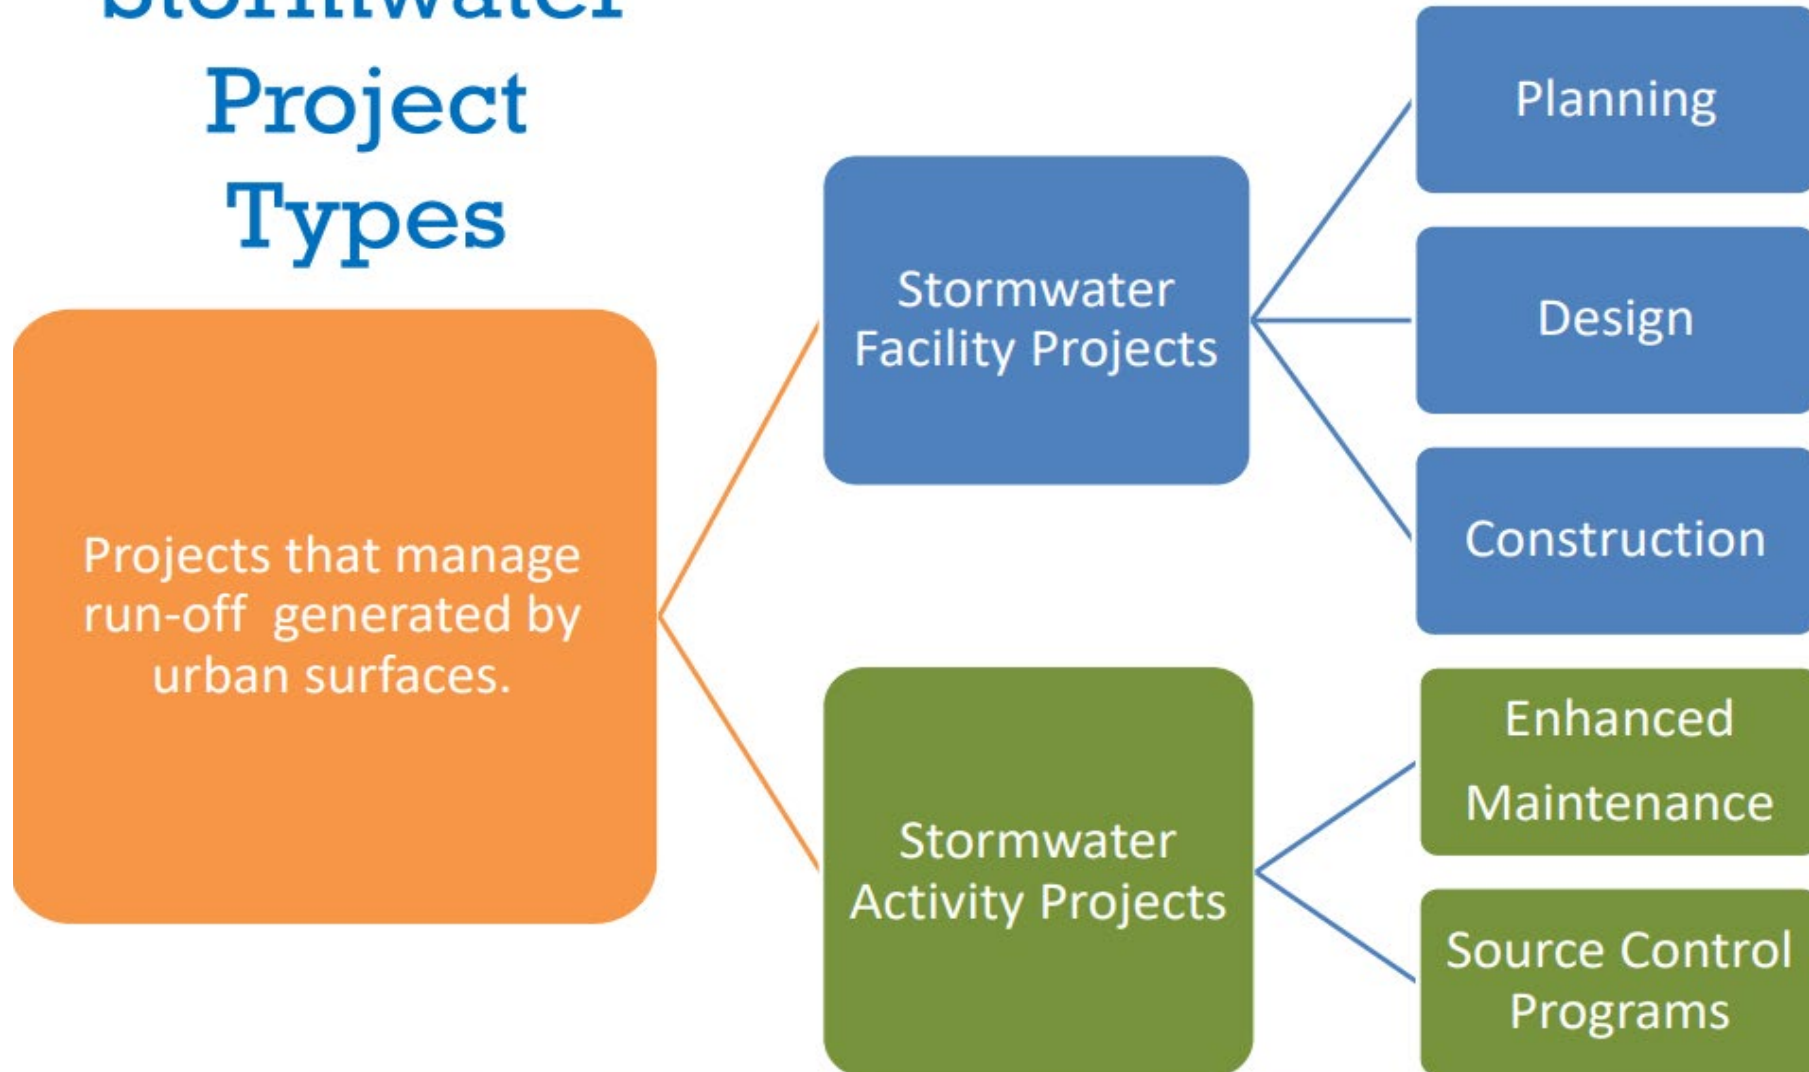 Stormwater
Project
Types
Projects that manage
run-off generated by
urban surfaces.
Stormwater
Facility Projects
Planning
Design
Construction
Stormwater
Activity Projects
Enhanced
Maintenance
Source Control
Programs